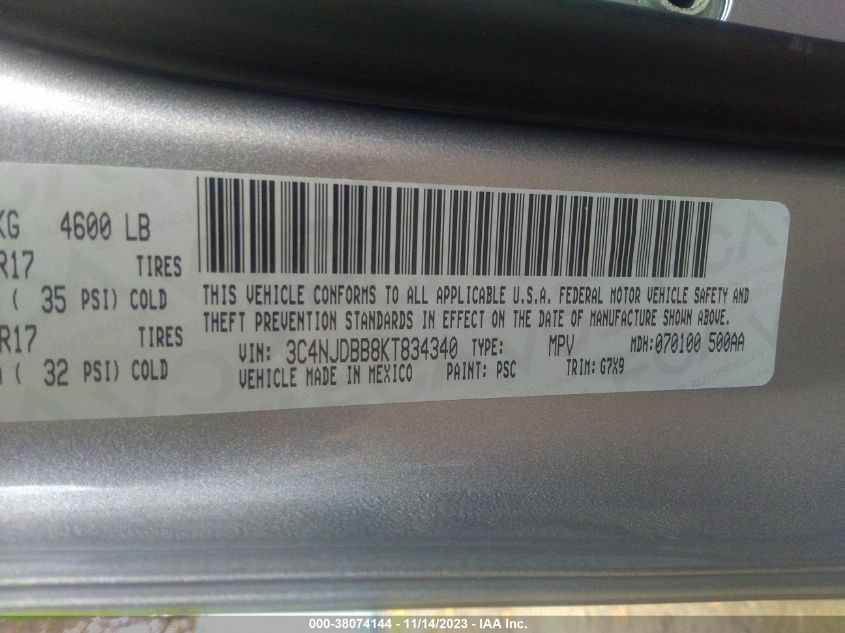 KG 4600 LB
R17 TIRES
( 35 PSI) COLD
R17 TIRES
( 32 PSI) COLD
THIS VEHICLE CONFORMS TO ALL APPLICABLE U.S.A. FEDERAL MOTOR VEHICLE SAFETY AND
THEFT PREVENTION STANDARDS IN EFFECT ON THE DATE OF MANUFACTURE SHOWN ABOVE.
VIN: 3C4NJDBB8KT834340 TYPE: MPV MDH:070100 500AA
VEHICLE MADE IN MEXICO PAINT: PSC TRIM: G7X9
000-38074144 - 11/14/2023 - IAA Inc.